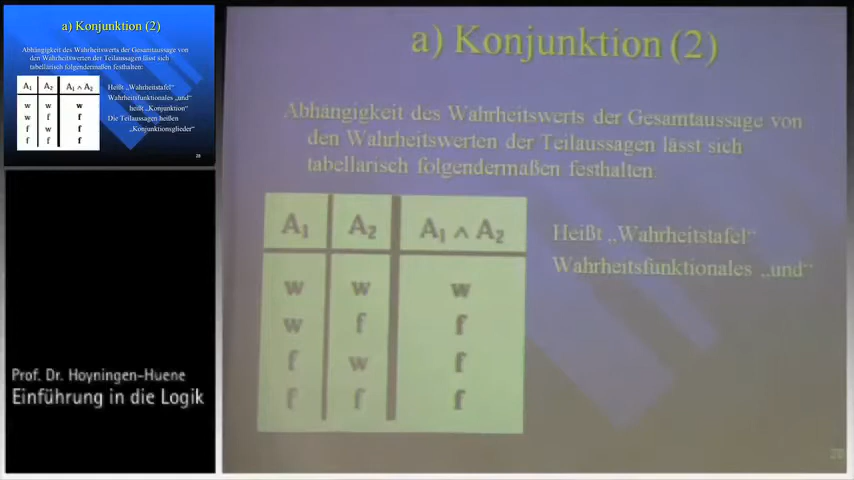 a) Konjunktion (2)
Abhängigkeit des Wahrheitswerts der Gesamtaussage von
den Wahrheitswerten der Teilaussagen lässt sich
tabellarisch folgendermaßen festhalten:
A1 A2 A1 ∧ A2
w w w
w f f
f w f
f f f
Heißt „Wahrheitstafel“
Wahrheitsfunktionales „und“
heißt „Konjunktion“
Die Teilaussagen heißen
„Konjunktionsglieder“
28
Prof. Dr. Hoyningen-Huene
Einführung in die Logik
a) Konjunktion (2)
Abhängigkeit des Wahrheitswerts der Gesamtaussage von
den Wahrheitswerten der Teilaussagen lässt sich
tabellarisch folgendermaßen festhalten:
A1 A2 A1 ∧ A2
w w w
w f f
f w f
f f f
Heißt „Wahrheitstafel“
Wahrheitsfunktionales „und“